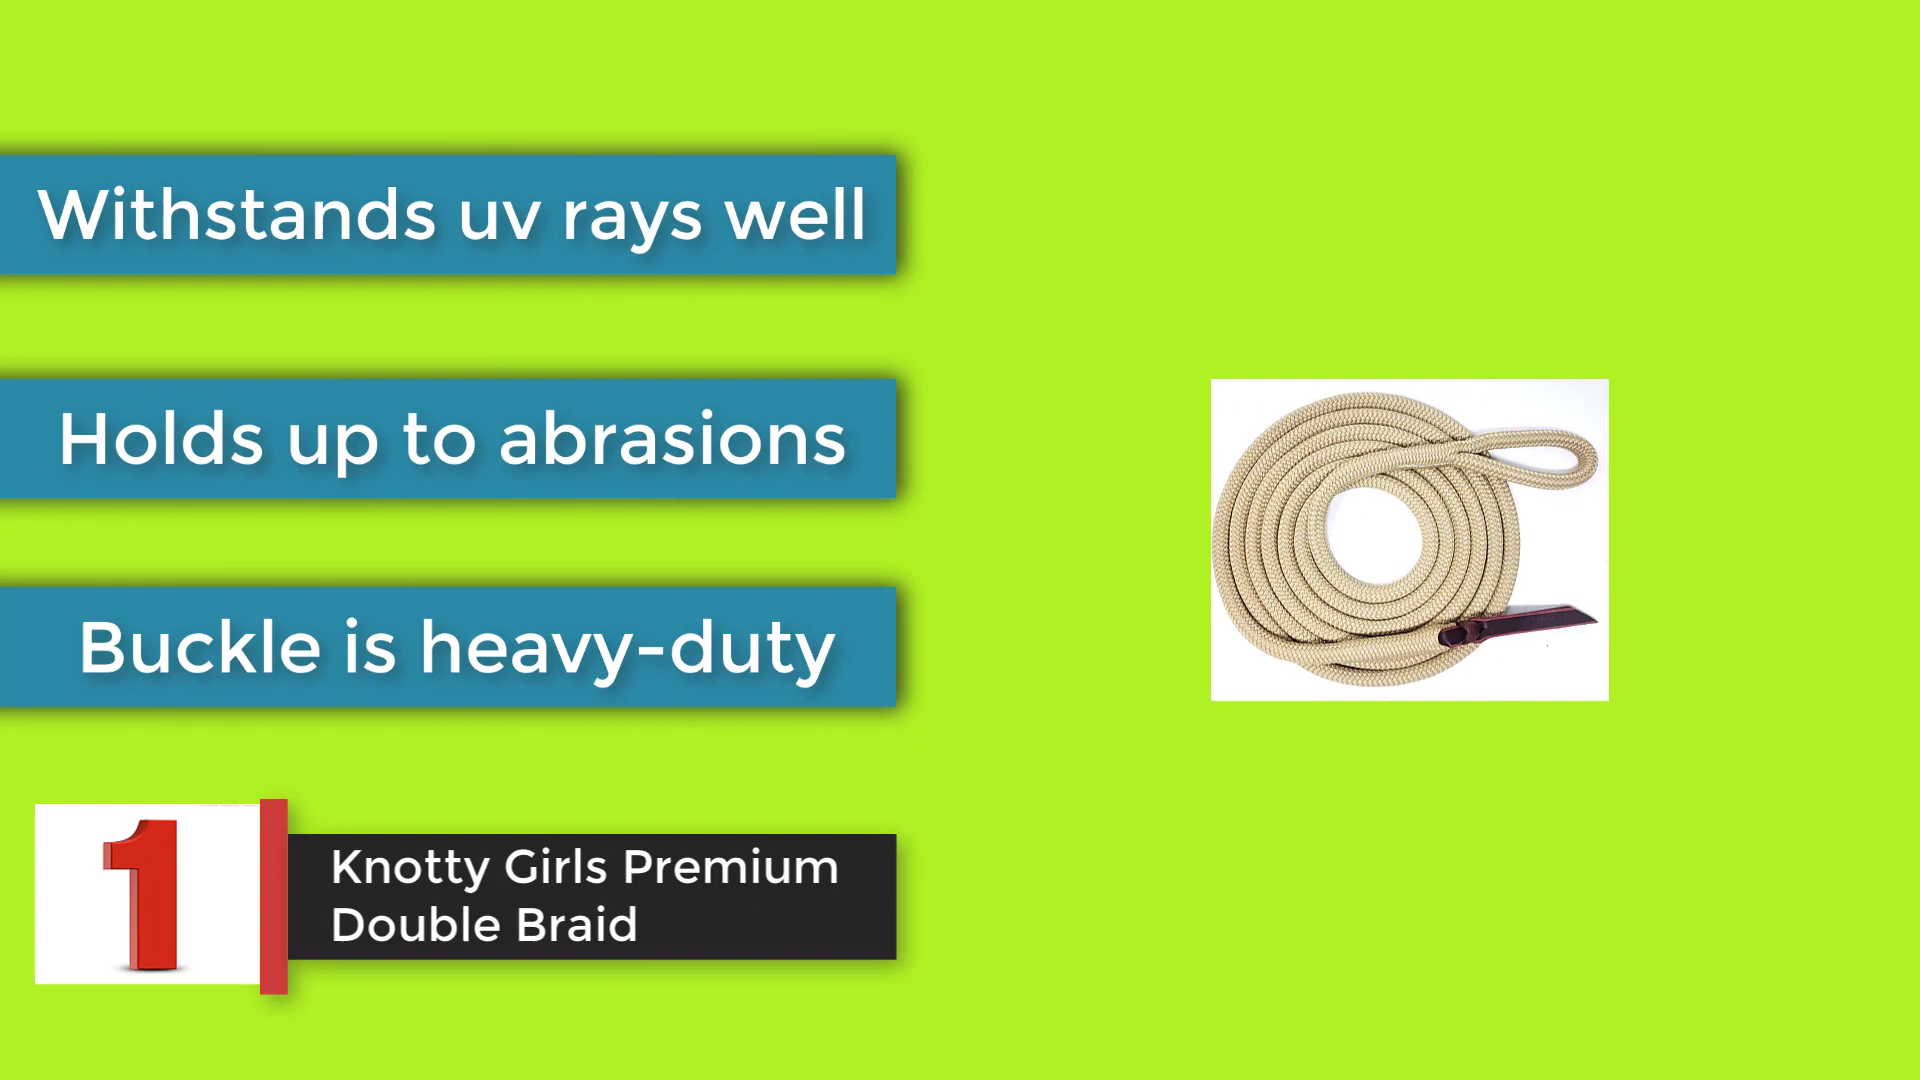 Withstands uv rays well
Holds up to abrasions
Buckle is heavy-duty
1
Knotty Girls Premium
Double Braid